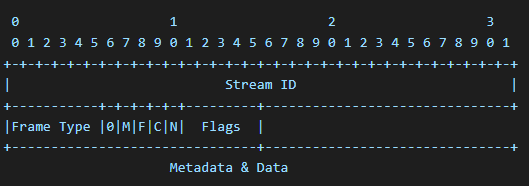 0                   1                   2                   3
0 1 2 3 4 5 6 7 8 9 0 1 2 3 4 5 6 7 8 9 0 1 2 3 4 5 6 7 8 9 0 1
+-+-+-+-+-+-+-+-+-+-+-+-+-+-+-+-+-+-+-+-+-+-+-+-+-+-+-+-+-+-+-+-+
|                           Stream ID                           |
+-----------+-+-+-+-+-+---------+-------------------------------+
|Frame Type |0|M|F|C|N|  Flags  |
+-------------------------------+-------------------------------+
Metadata & Data